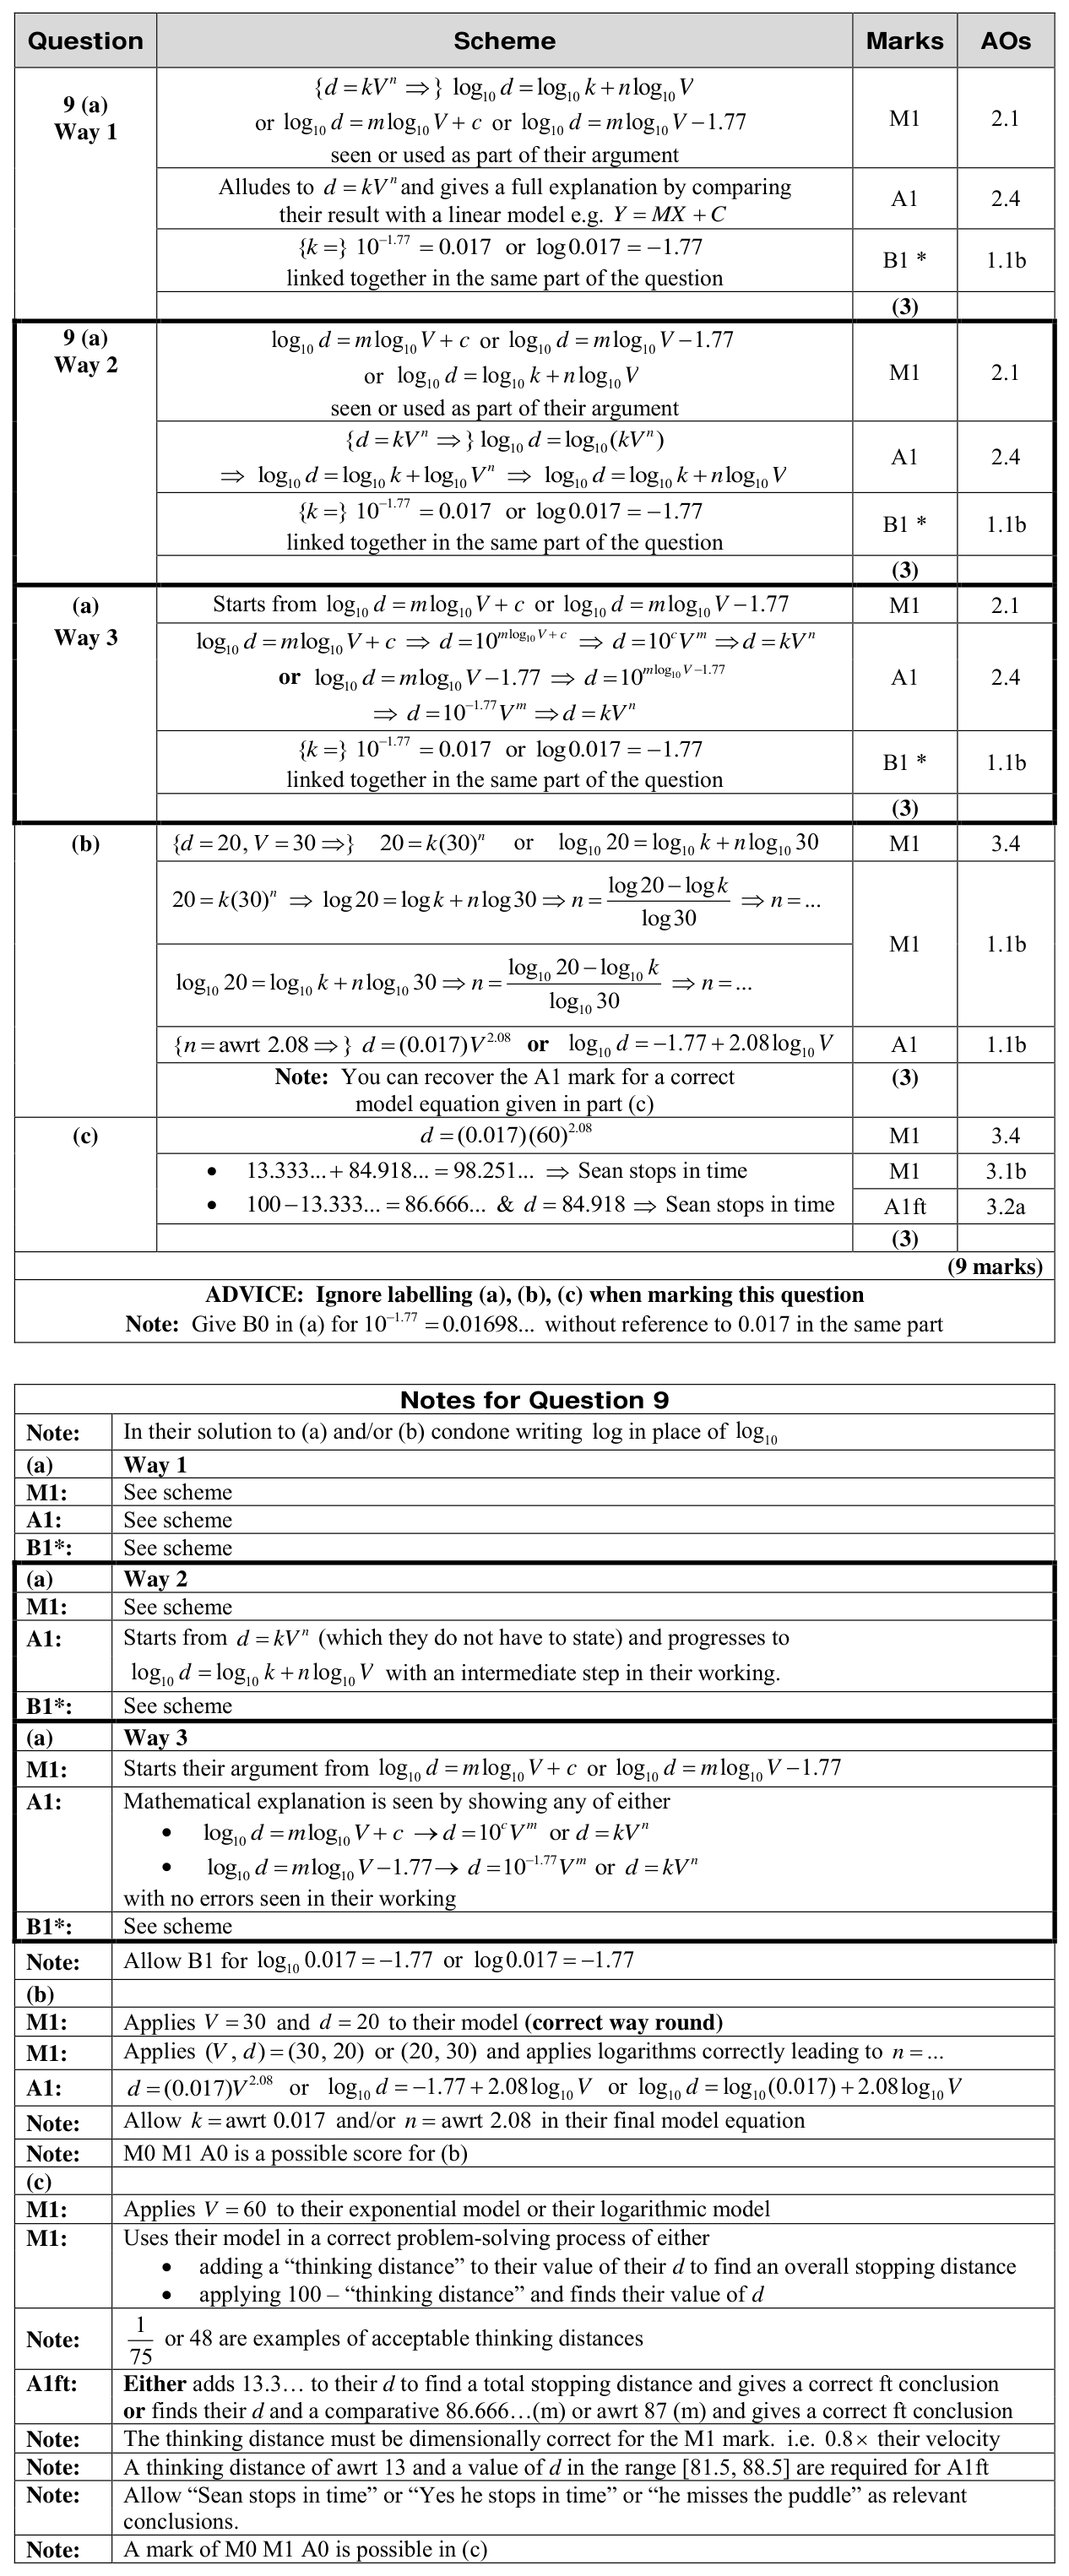 Question Scheme Marks AOs
9 (a)
Way 1
{d = kVⁿ ⇒} log₁₀ d = log₁₀ k + n log₁₀ V
or log₁₀ d = m log₁₀ V + c or log₁₀ d = m log₁₀ V − 1.77
seen or used as part of their argument
M1 2.1
Alludes to d = kVⁿ and gives a full explanation by comparing
their result with a linear model e.g. Y = MX + C
A1 2.4
{k =} 10^−1.77 = 0.017 or log 0.017 = −1.77
linked together in the same part of the question
B1 * 1.1b
(3)
9 (a)
Way 2
log₁₀ d = m log₁₀ V + c or log₁₀ d = m log₁₀ V − 1.77
or log₁₀ d = log₁₀ k + n log₁₀ V
seen or used as part of their argument
M1 2.1
{d = kVⁿ ⇒} log₁₀ d = log₁₀(kVⁿ)
⇒ log₁₀ d = log₁₀ k + log₁₀ Vⁿ ⇒ log₁₀ d = log₁₀ k + n log₁₀ V
A1 2.4
{k =} 10^−1.77 = 0.017 or log 0.017 = −1.77
linked together in the same part of the question
B1 * 1.1b
(3)
(a)
Way 3
Starts from log₁₀ d = m log₁₀ V + c or log₁₀ d = m log₁₀ V − 1.77
M1 2.1
log₁₀ d = m log₁₀ V + c ⇒ d = 10^(m log₁₀ V + c) ⇒ d = 10^c V^m ⇒ d = kVⁿ
or log₁₀ d = m log₁₀ V − 1.77 ⇒ d = 10^(m log₁₀ V − 1.77)
⇒ d = 10^−1.77 V^m ⇒ d = kVⁿ
A1 2.4
{k =} 10^−1.77 = 0.017 or log 0.017 = −1.77
linked together in the same part of the question
B1 * 1.1b
(3)
(b)
{d = 20, V = 30 ⇒} 20 = k(30)ⁿ or log₁₀ 20 = log₁₀ k + n log₁₀ 30
M1 3.4
20 = k(30)ⁿ ⇒ log 20 = log k + n log 30 ⇒ n = (log 20 − log k)/(log 30) ⇒ n = ...
log₁₀ 20 = log₁₀ k + n log₁₀ 30 ⇒ n = (log₁₀ 20 − log₁₀ k)/(log₁₀ 30) ⇒ n = ...
M1 1.1b
{n = awrt 2.08 ⇒} d = (0.017)V^2.08 or log₁₀ d = −1.77 + 2.08 log₁₀ V
A1 1.1b
Note: You can recover the A1 mark for a correct
model equation given in part (c)
(3)
(c)
d = (0.017)(60)^2.08
M1 3.4
• 13.333... + 84.918... = 98.251... ⇒ Sean stops in time
M1 3.1b
• 100 − 13.333... = 86.666... & d = 84.918 ⇒ Sean stops in time
A1ft 3.2a
(3)
(9 marks)
ADVICE: Ignore labelling (a), (b), (c) when marking this question
Note: Give B0 in (a) for 10^−1.77 = 0.01698... without reference to 0.017 in the same part
Notes for Question 9
Note: In their solution to (a) and/or (b) condone writing log in place of log₁₀
(a) Way 1
M1: See scheme
A1: See scheme
B1*: See scheme
(a) Way 2
M1: See scheme
A1: Starts from d = kVⁿ (which they do not have to state) and progresses to
log₁₀ d = log₁₀ k + n log₁₀ V with an intermediate step in their working.
B1*: See scheme
(a) Way 3
M1: Starts their argument from log₁₀ d = m log₁₀ V + c or log₁₀ d = m log₁₀ V − 1.77
A1: Mathematical explanation is seen by showing any of either
• log₁₀ d = m log₁₀ V + c → d = 10^c V^m or d = kVⁿ
• log₁₀ d = m log₁₀ V − 1.77 → d = 10^−1.77 V^m or d = kVⁿ
with no errors seen in their working
B1*: See scheme
Note: Allow B1 for log₁₀ 0.017 = −1.77 or log 0.017 = −1.77
(b)
M1: Applies V = 30 and d = 20 to their model (correct way round)
M1: Applies (V, d) = (30, 20) or (20, 30) and applies logarithms correctly leading to n = ...
A1: d = (0.017)V^2.08 or log₁₀ d = −1.77 + 2.08 log₁₀ V or log₁₀ d = log₁₀(0.017) + 2.08 log₁₀ V
Note: Allow k = awrt 0.017 and/or n = awrt 2.08 in their final model equation
Note: M0 M1 A0 is a possible score for (b)
(c)
M1: Applies V = 60 to their exponential model or their logarithmic model
M1: Uses their model in a correct problem-solving process of either
• adding a “thinking distance” to their value of their d to find an overall stopping distance
• applying 100 – “thinking distance” and finds their value of d
Note: 1/75 or 48 are examples of acceptable thinking distances
A1ft: Either adds 13.3… to their d to find a total stopping distance and gives a correct ft conclusion
or finds their d and a comparative 86.666…(m) or awrt 87 (m) and gives a correct ft conclusion
Note: The thinking distance must be dimensionally correct for the M1 mark. i.e. 0.8 × their velocity
Note: A thinking distance of awrt 13 and a value of d in the range [81.5, 88.5] are required for A1ft
Note: Allow “Sean stops in time” or “Yes he stops in time” or “he misses the puddle” as relevant
conclusions.
Note: A mark of M0 M1 A0 is possible in (c)